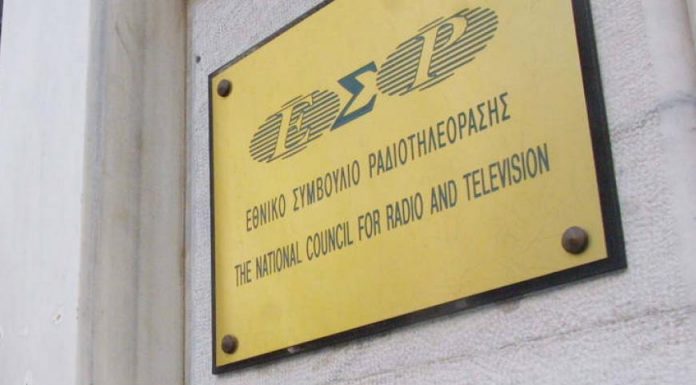 ΕΣΡ
ΕΘΝΙΚΟ ΣΥΜΒΟΥΛΙΟ ΡΑΔΙΟΤΗΛΕΟΡΑΣΗΣ
THE NATIONAL COUNCIL FOR RADIO AND TELEVISION